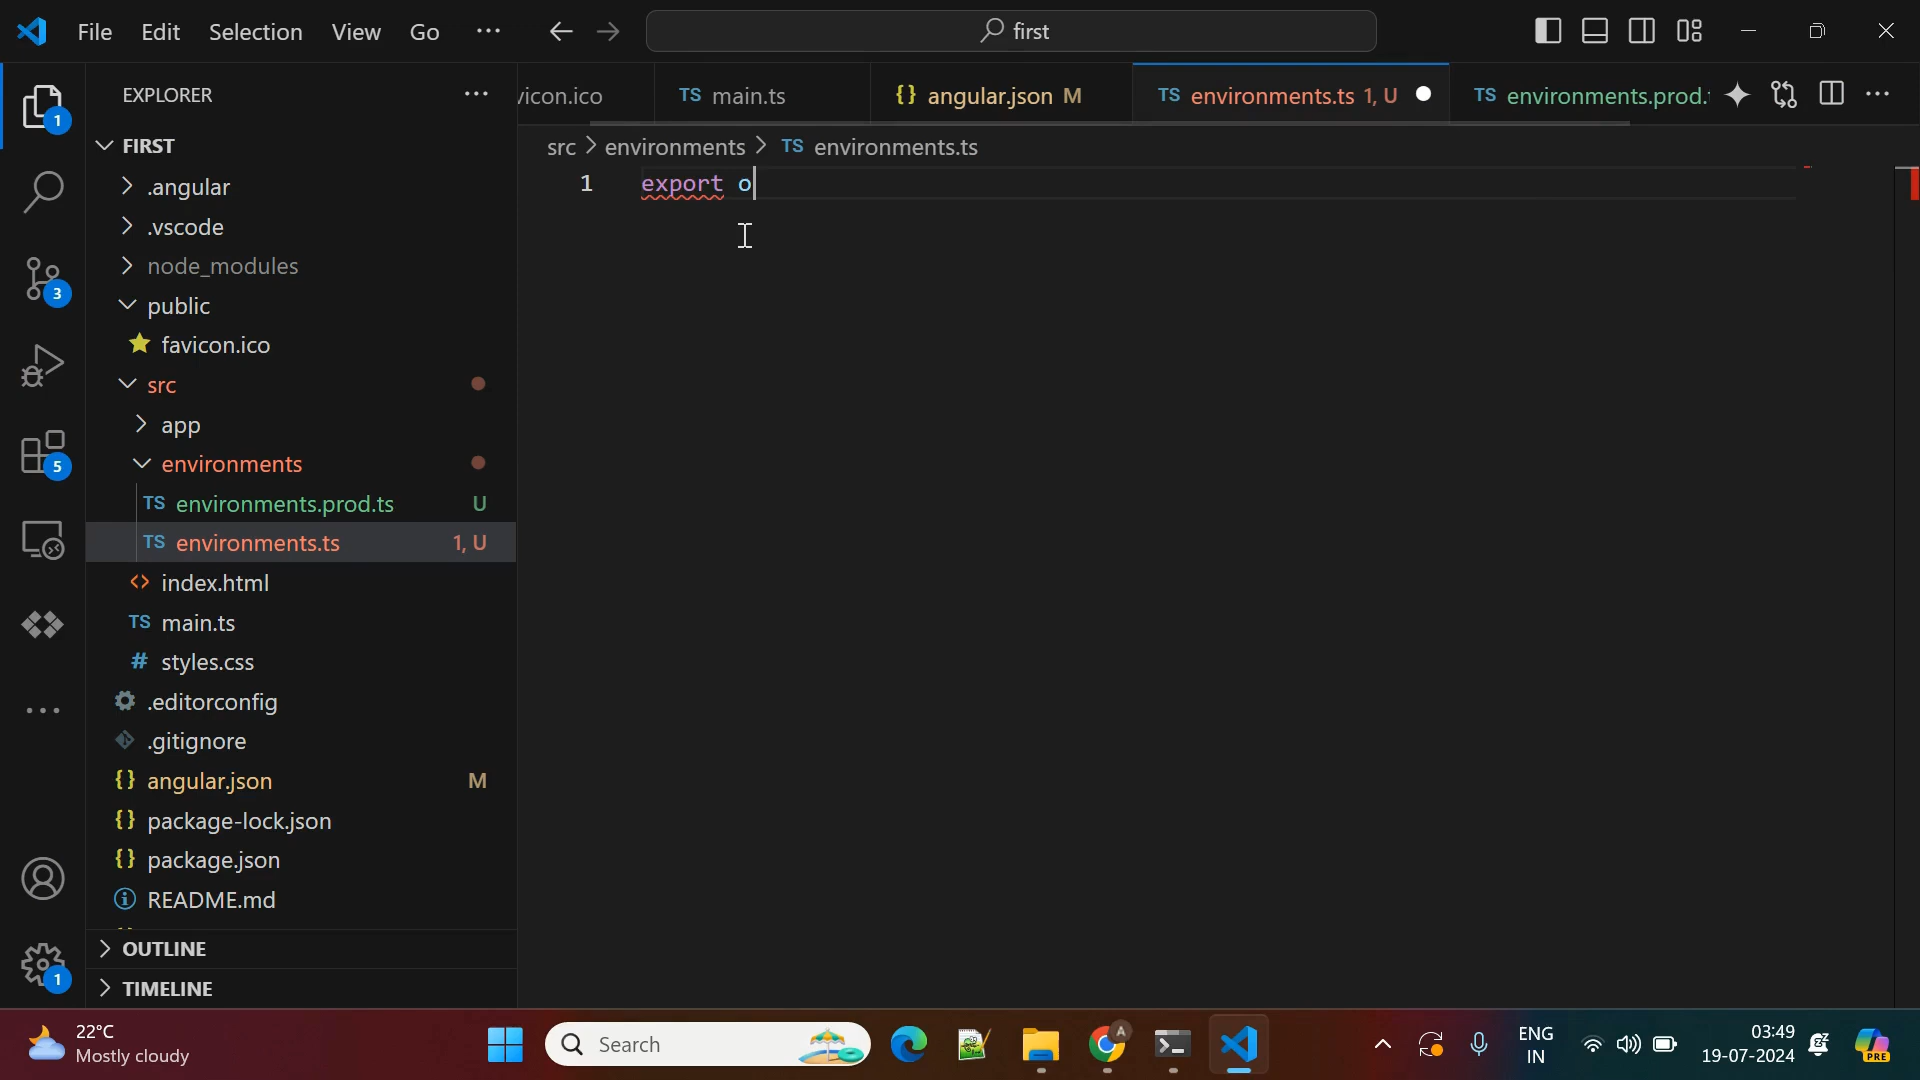 File Edit Selection View Go ··· first
EXPLORER ···
vicon.ico
TS main.ts
{} angular.json M
TS environments.ts 1, U
TS environments.prod.
src > environments > TS environments.ts
1 export o
FIRST
.angular
.vscode
node_modules
public
favicon.ico
src
app
environments
TS environments.prod.ts U
TS environments.ts 1, U
<> index.html
TS main.ts
# styles.css
.editorconfig
.gitignore
{} angular.json M
{} package-lock.json
{} package.json
README.md
OUTLINE
TIMELINE
1
3
5
1
22°C
Mostly cloudy
Search
A
ENG
IN
03:49
19-07-2024
PRE